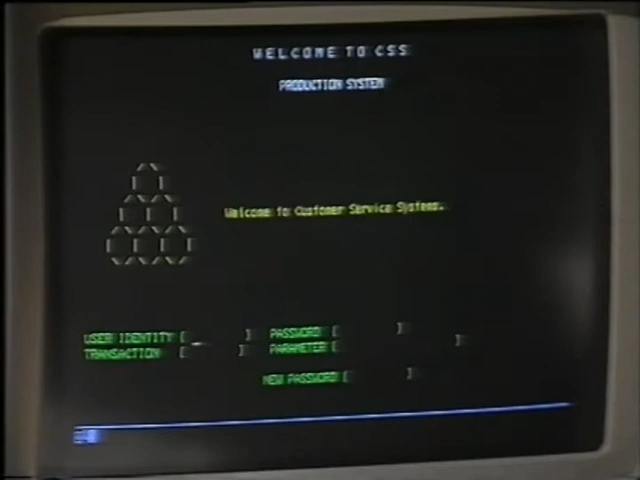 WELCOME TO CSS
PRODUCTION SYSTEM
Welcome to Customer Service Systems.
USER IDENTITY [ ] PASSWORD [ ]
TRANSACTION [ ] PARAMETER [ ]
NEW PASSWORD [ ]